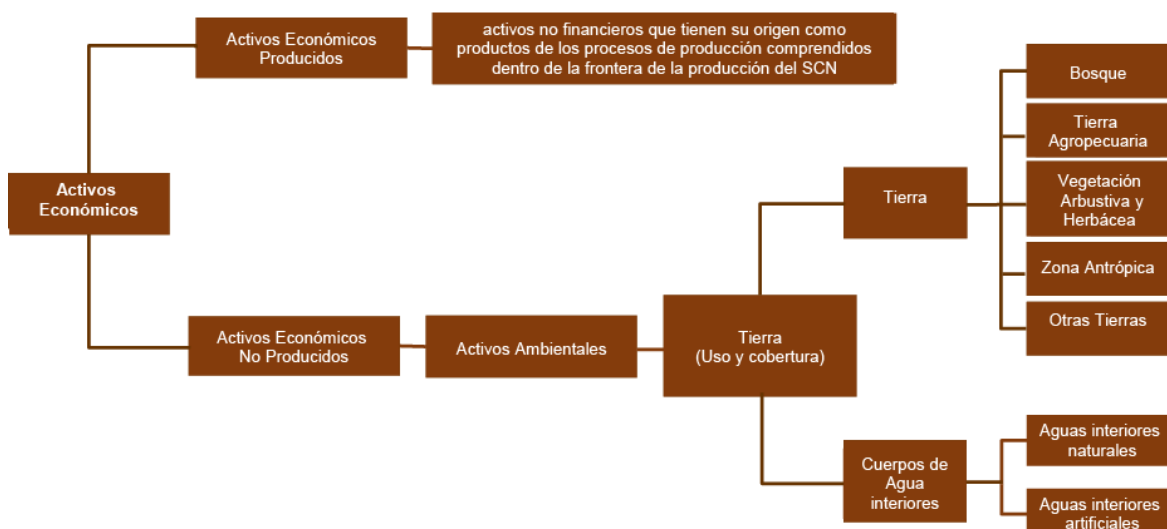 Activos Económicos
Producidos
activos no financieros que tienen su origen como
productos de los procesos de producción comprendidos
dentro de la frontera de la producción del SCN
Bosque
Tierra
Agropecuaria
Activos
Económicos
Tierra
Vegetación
Arbustiva y
Herbácea
Zona Antrópica
Otras Tierras
Activos Económicos
No Producidos
Activos Ambientales
Tierra
(Uso y cobertura)
Cuerpos de
Agua
interiores
Aguas interiores
naturales
Aguas interiores
artificiales